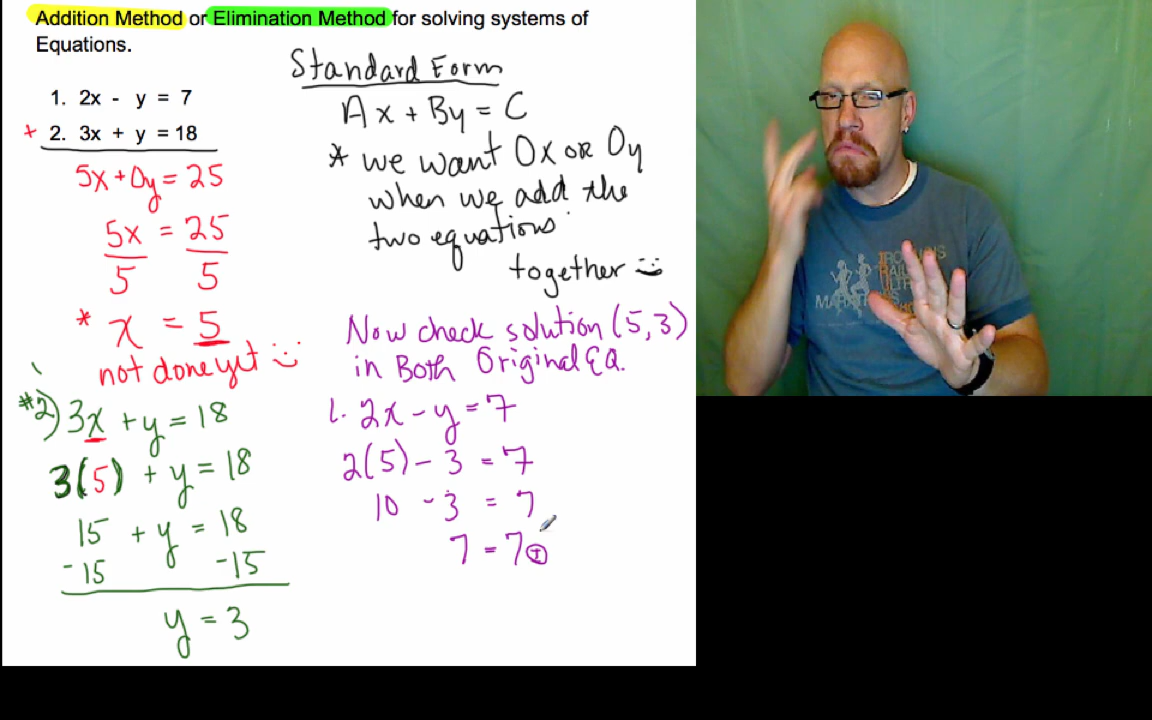 Addition Method or Elimination Method for solving systems of
Equations.
1. 2x - y = 7
+ 2. 3x + y = 18
5x + 0y = 25
5x = 25
5 5
* x = 5
not done yet
#2) 3x + y = 18
3(5) + y = 18
15 + y = 18
-15 -15
y = 3
Standard Form
Ax + By = C
* we want 0x OR 0y
when we add the
two equations
together
Now check solution (5,3)
in Both Original EQ.
1. 2x - y = 7
2(5) - 3 = 7
10 - 3 = 7
7 = 7
MARATHONS